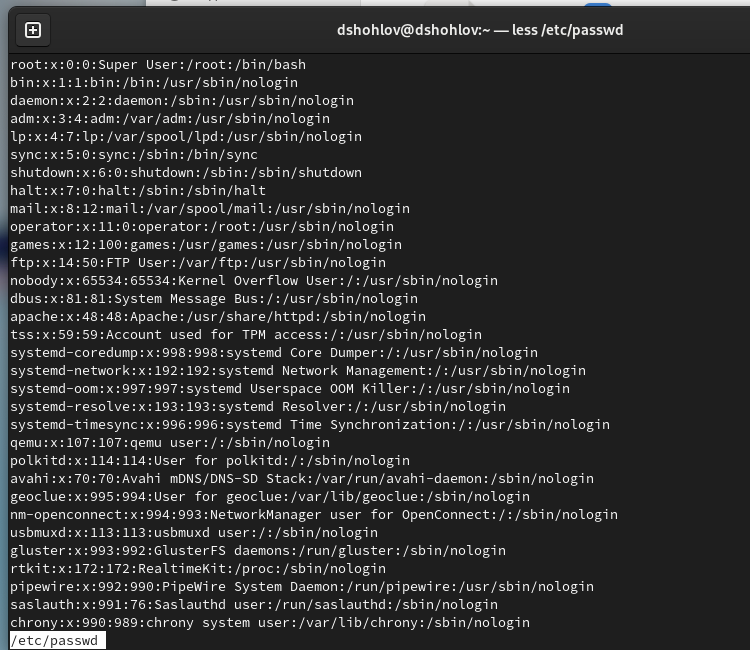 dshohlov@dshohlov:~ — less /etc/passwd
root:x:0:0:Super User:/root:/bin/bash
bin:x:1:1:bin:/bin:/usr/sbin/nologin
daemon:x:2:2:daemon:/sbin:/usr/sbin/nologin
adm:x:3:4:adm:/var/adm:/usr/sbin/nologin
lp:x:4:7:lp:/var/spool/lpd:/usr/sbin/nologin
sync:x:5:0:sync:/sbin:/bin/sync
shutdown:x:6:0:shutdown:/sbin:/sbin/shutdown
halt:x:7:0:halt:/sbin:/sbin/halt
mail:x:8:12:mail:/var/spool/mail:/usr/sbin/nologin
operator:x:11:0:operator:/root:/usr/sbin/nologin
games:x:12:100:games:/usr/games:/usr/sbin/nologin
ftp:x:14:50:FTP User:/var/ftp:/usr/sbin/nologin
nobody:x:65534:65534:Kernel Overflow User:/:/usr/sbin/nologin
dbus:x:81:81:System Message Bus:/:/usr/sbin/nologin
apache:x:48:48:Apache:/usr/share/httpd:/sbin/nologin
tss:x:59:59:Account used for TPM access:/:/usr/sbin/nologin
systemd-coredump:x:998:998:systemd Core Dumper:/:/usr/sbin/nologin
systemd-network:x:192:192:systemd Network Management:/:/usr/sbin/nologin
systemd-oom:x:997:997:systemd Userspace OOM Killer:/:/usr/sbin/nologin
systemd-resolve:x:193:193:systemd Resolver:/:/usr/sbin/nologin
systemd-timesync:x:996:996:systemd Time Synchronization:/:/usr/sbin/nologin
qemu:x:107:107:qemu user:/:/sbin/nologin
polkitd:x:114:114:User for polkitd:/:/sbin/nologin
avahi:x:70:70:Avahi mDNS/DNS-SD Stack:/var/run/avahi-daemon:/sbin/nologin
geoclue:x:995:994:User for geoclue:/var/lib/geoclue:/sbin/nologin
nm-openconnect:x:994:993:NetworkManager user for OpenConnect:/:/sbin/nologin
usbmuxd:x:113:113:usbmuxd user:/:/sbin/nologin
gluster:x:993:992:GlusterFS daemons:/run/gluster:/sbin/nologin
rtkit:x:172:172:RealtimeKit:/proc:/sbin/nologin
pipewire:x:992:990:PipeWire System Daemon:/run/pipewire:/usr/sbin/nologin
saslauth:x:991:76:Saslauthd user:/run/saslauthd:/sbin/nologin
chrony:x:990:989:chrony system user:/var/lib/chrony:/sbin/nologin
/etc/passwd